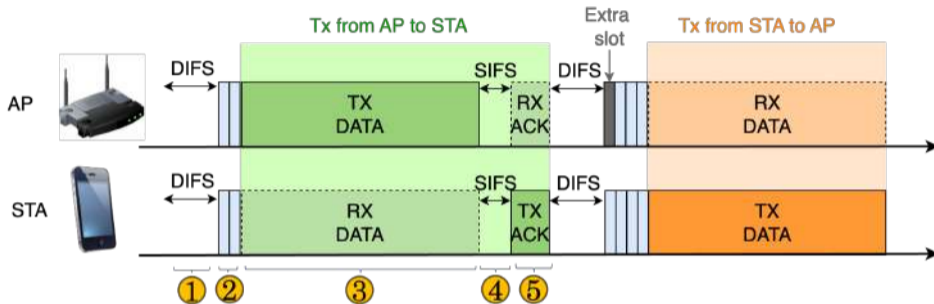 Tx from AP to STA
Extra
slot
Tx from STA to AP
AP
DIFS
TX
DATA
SIFS
RX
ACK
DIFS
RX
DATA
STA
DIFS
RX
DATA
SIFS
TX
ACK
DIFS
TX
DATA
1
2
3
4
5